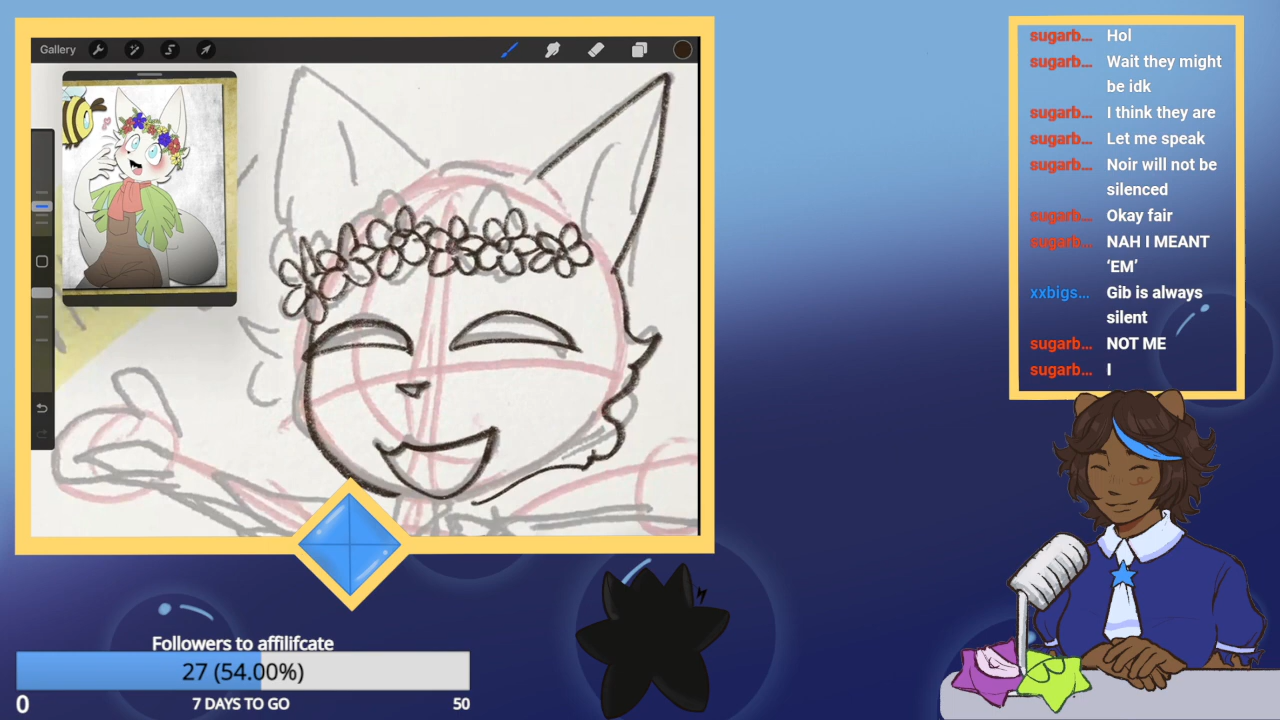 Gallery
sugarb... Hol
sugarb... Wait they might
be idk
sugarb... I think they are
sugarb... Let me speak
sugarb... Noir will not be
silenced
sugarb... Okay fair
sugarb... NAH I MEANT
‘EM’
xxbigs... Gib is always
silent
sugarb... NOT ME
sugarb... I
Followers to affilifcate
27 (54.00%)
0 7 DAYS TO GO 50